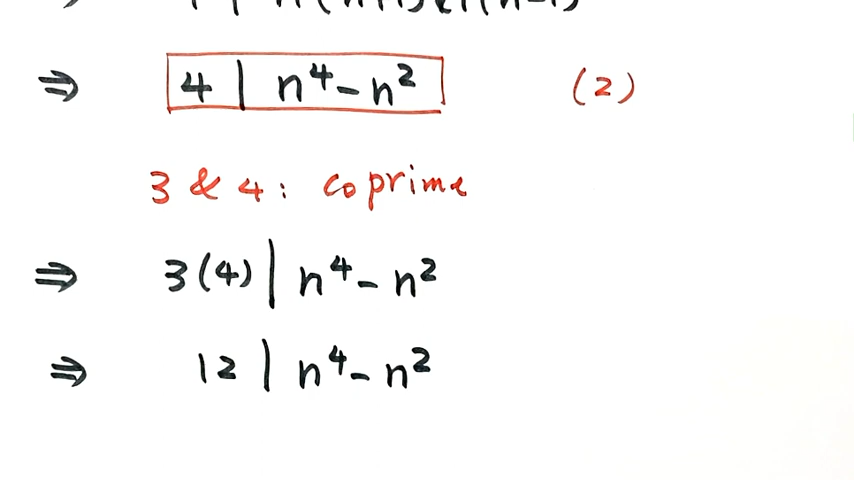 ⇒ 4 | n⁴ - n² (2)
3 & 4: coprime
⇒ 3(4) | n⁴ - n²
⇒ 12 | n⁴ - n²